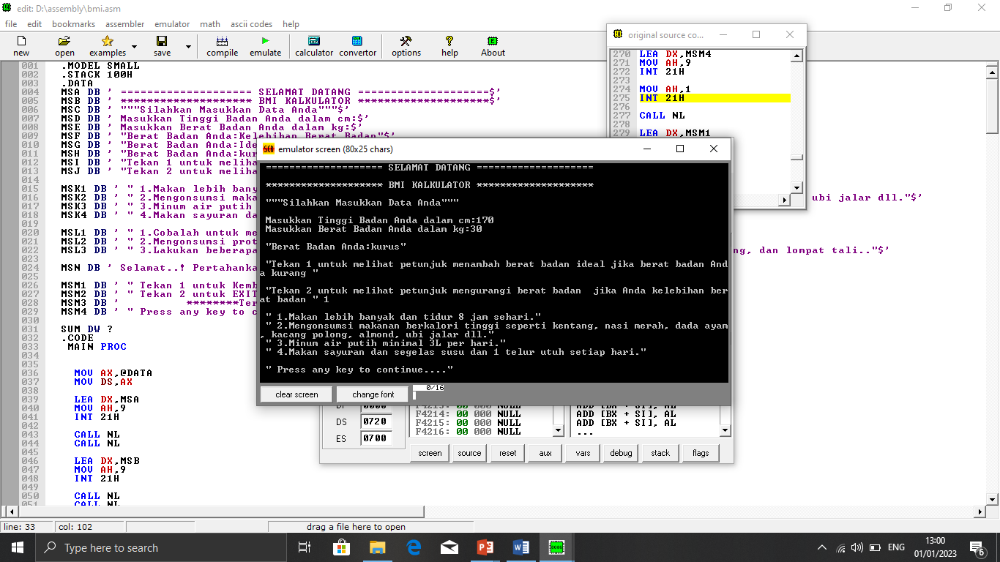 edit: D:\assembly\bmi.asm
file edit bookmarks assembler emulator math ascii codes help
new open examples save compile emulate calculator convertor options help About
001 .MODEL SMALL
002 .STACK 100H
003 .DATA
004 MSA DB ' ==================== SELAMAT DATANG ====================$'
005 MSB DB ' ******************** BMI KALKULATOR ********************$'
006 MSC DB ' """Silahkan Masukkan Data Anda"""$'
007 MSD DB ' Masukkan Tinggi Badan Anda dalam cm:$'
008 MSE DB ' Masukkan Berat Badan Anda dalam kg:$'
009 MSF DB ' "Berat Badan Anda:Kelebihan Berat Badan"$'
010 MSG DB ' "Berat Badan Anda:Ide
011 MSH DB ' "Berat Badan Anda:kur
012 MSI DB ' "Tekan 1 untuk meliha
013 MSJ DB ' "Tekan 2 untuk meliha
014
015 MSK1 DB ' " 1.Makan lebih bany
016 MSK2 DB ' " 2.Mengonsumsi maka ubi jalar dll."$'
017 MSK3 DB ' " 3.Minum air putih
018 MSK4 DB ' " 4.Makan sayuran da
019
020 MSL1 DB ' " 1.Cobalah untuk me
021 MSL2 DB ' " 2.Mengonsumsi prot
022 MSL3 DB ' " 3.Lakukan beberapa ng, dan lompat tali.."$'
023
024 MSN DB ' Selamat..! Pertahanka
025
026 MSM1 DB ' " Tekan 1 untuk Kemb
027 MSM2 DB ' " Tekan 2 untuk EXIT
028 MSM3 DB ' ********Ter
029 MSM4 DB ' " Press any key to c
030
031 SUM DW ?
032 .CODE
033 MAIN PROC
034
035
036 MOV AX,@DATA
037 MOV DS,AX
038
039 LEA DX,MSA
040 MOV AH,9
041 INT 21H
042
043 CALL NL
044 CALL NL
045
046 LEA DX,MSB
047 MOV AH,9
048 INT 21H
049
050 CALL NL
051 CALL NL
original source co...
270 LEA DX,MSM4
271 MOV AH,9
272 INT 21H
273
274 MOV AH,1
275 INT 21H
276
277 CALL NL
278
279 LEA DX,MSM1
emulator screen (80x25 chars)
==================== SELAMAT DATANG ====================
******************** BMI KALKULATOR ********************
"""Silahkan Masukkan Data Anda"""
Masukkan Tinggi Badan Anda dalam cm:170
Masukkan Berat Badan Anda dalam kg:30
"Berat Badan Anda:kurus"
"Tekan 1 untuk melihat petunjuk menambah berat badan ideal jika berat badan And
a kurang "
"Tekan 2 untuk melihat petunjuk mengurangi berat badan  jika Anda kelebihan ber
at badan " 1
" 1.Makan lebih banyak dan tidur 8 jam sehari."
" 2.Mengonsumsi makanan berkalori tinggi seperti kentang, nasi merah, dada ayam
, kacang polong, almond, ubi jalar dll."
" 3.Minum air putih minimal 3L per hari."
" 4.Makan sayuran dan segelas susu dan 1 telur utuh setiap hari."
" Press any key to continue...."
clear screen change font 0/16
DS 0720
ES 0700
F4214: 00 000 NULL
F4215: 00 000 NULL
F4216: 00 000 NULL
ADD [BX + SI], AL
ADD [BX + SI], AL
...
screen source reset aux vars debug stack flags
line: 33 col: 102 drag a file here to open
Type here to search
ENG
13:00
01/01/2023
6